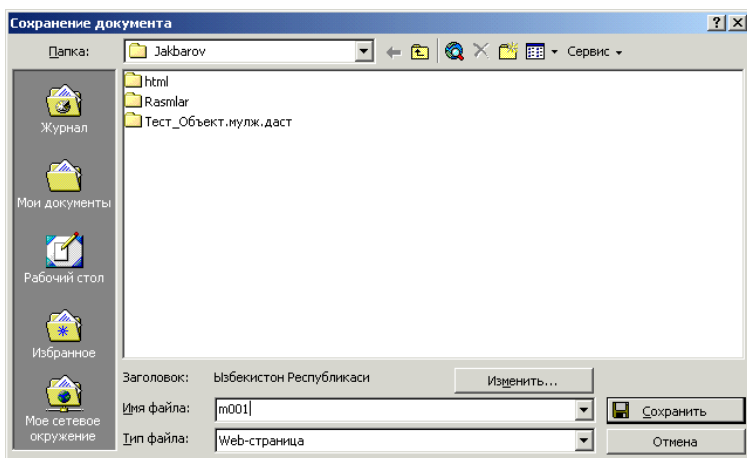 Сохранение документа
Папка: Jakbarov Сервис
html
Rasmlar
Тест_Объект.мулж.даст
Журнал
Мои документы
Рабочий стол
Избранное
Мое сетевое
окружение
Заголовок: Ызбекистон Республикаси Изменить...
Имя файла: m001 Сохранить
Тип файла: Web-страница Отмена